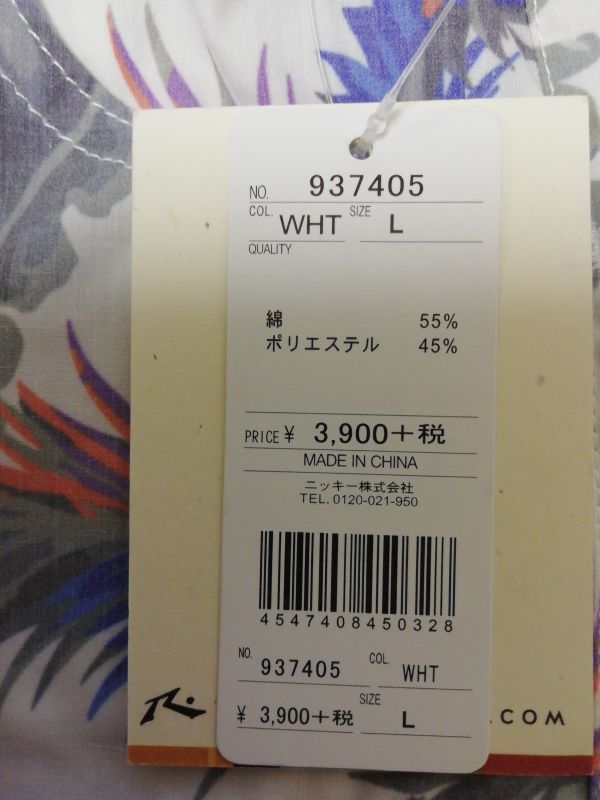 NO. 937405
COL. WHT SIZE L
QUALITY
綿 55%
ポリエステル 45%
PRICE ¥ 3,900+税
MADE IN CHINA
ニッキー株式会社
TEL. 0120-021-950
4547408450328
NO. 937405 COL. WHT
SIZE
¥ 3,900+税 L
.COM